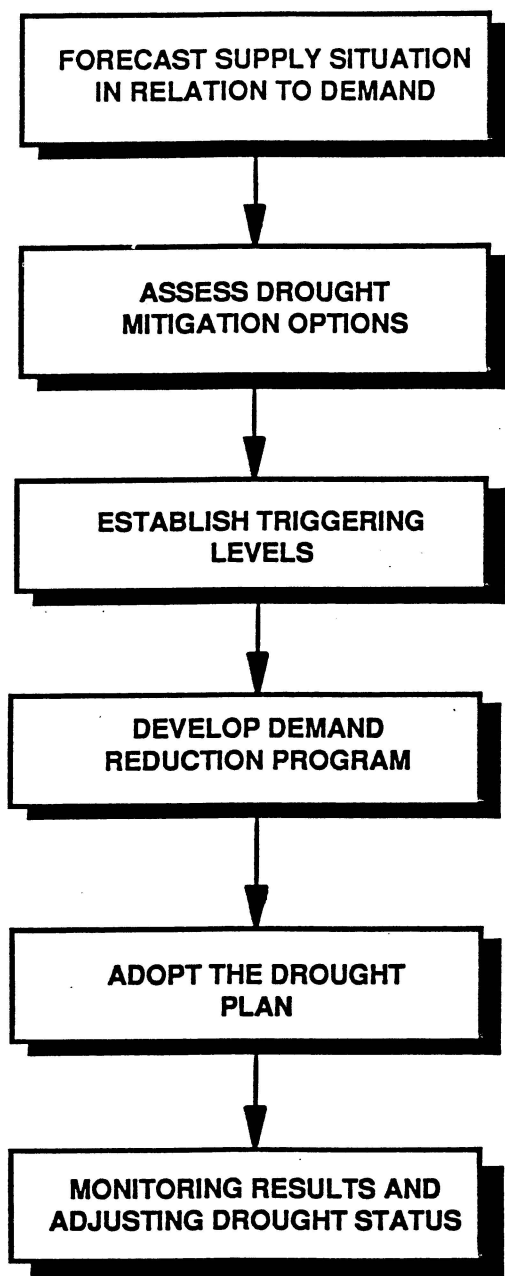 FORECAST SUPPLY SITUATION
IN RELATION TO DEMAND
ASSESS DROUGHT
MITIGATION OPTIONS
ESTABLISH TRIGGERING
LEVELS
DEVELOP DEMAND
REDUCTION PROGRAM
ADOPT THE DROUGHT
PLAN
MONITORING RESULTS AND
ADJUSTING DROUGHT STATUS